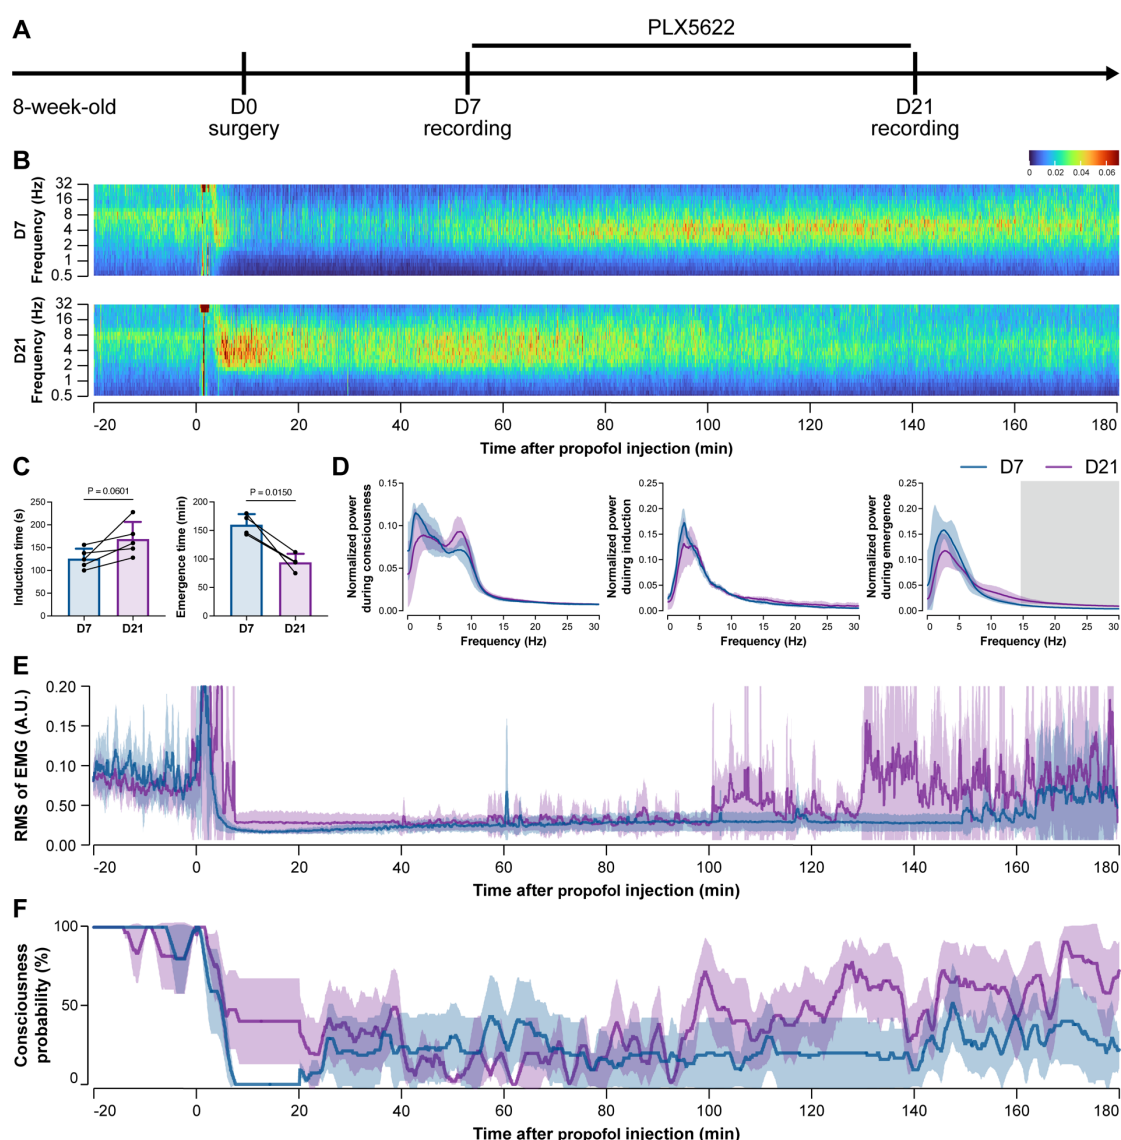 A
PLX5622
8-week-old
D0
surgery
D7
recording
D21
recording
B
0 0.02 0.04 0.06
D7
Frequency (Hz)
32
16
8
4
2
1
0.5
D21
Frequency (Hz)
32
16
8
4
2
1
0.5
-20 0 20 40 60 80 100 120 140 160 180
Time after propofol injection (min)
C
P = 0.0601
Induction time (s)
250
200
150
100
50
0
D7 D21
P = 0.0150
Emergence time (min)
200
150
100
50
0
D7 D21
D
D7 D21
Normalized power
during consciousness
0.15
0.10
0.05
0.00
0 5 10 15 20 25 30
Frequency (Hz)
Normalized power
duinrg induction
0.25
0.20
0.15
0.10
0.05
0.00
0 5 10 15 20 25 30
Frequency (Hz)
Normalized power
during emergence
0.25
0.20
0.15
0.10
0.05
0.00
0 5 10 15 20 25 30
Frequency (Hz)
E
RMS of EMG (A.U.)
0.20
0.15
0.10
0.50
0.00
-20 0 20 40 60 80 100 120 140 160 180
Time after propofol injection (min)
F
Consciousness
probability (%)
100
50
0
-20 0 20 40 60 80 100 120 140 160 180
Time after propofol injection (min)